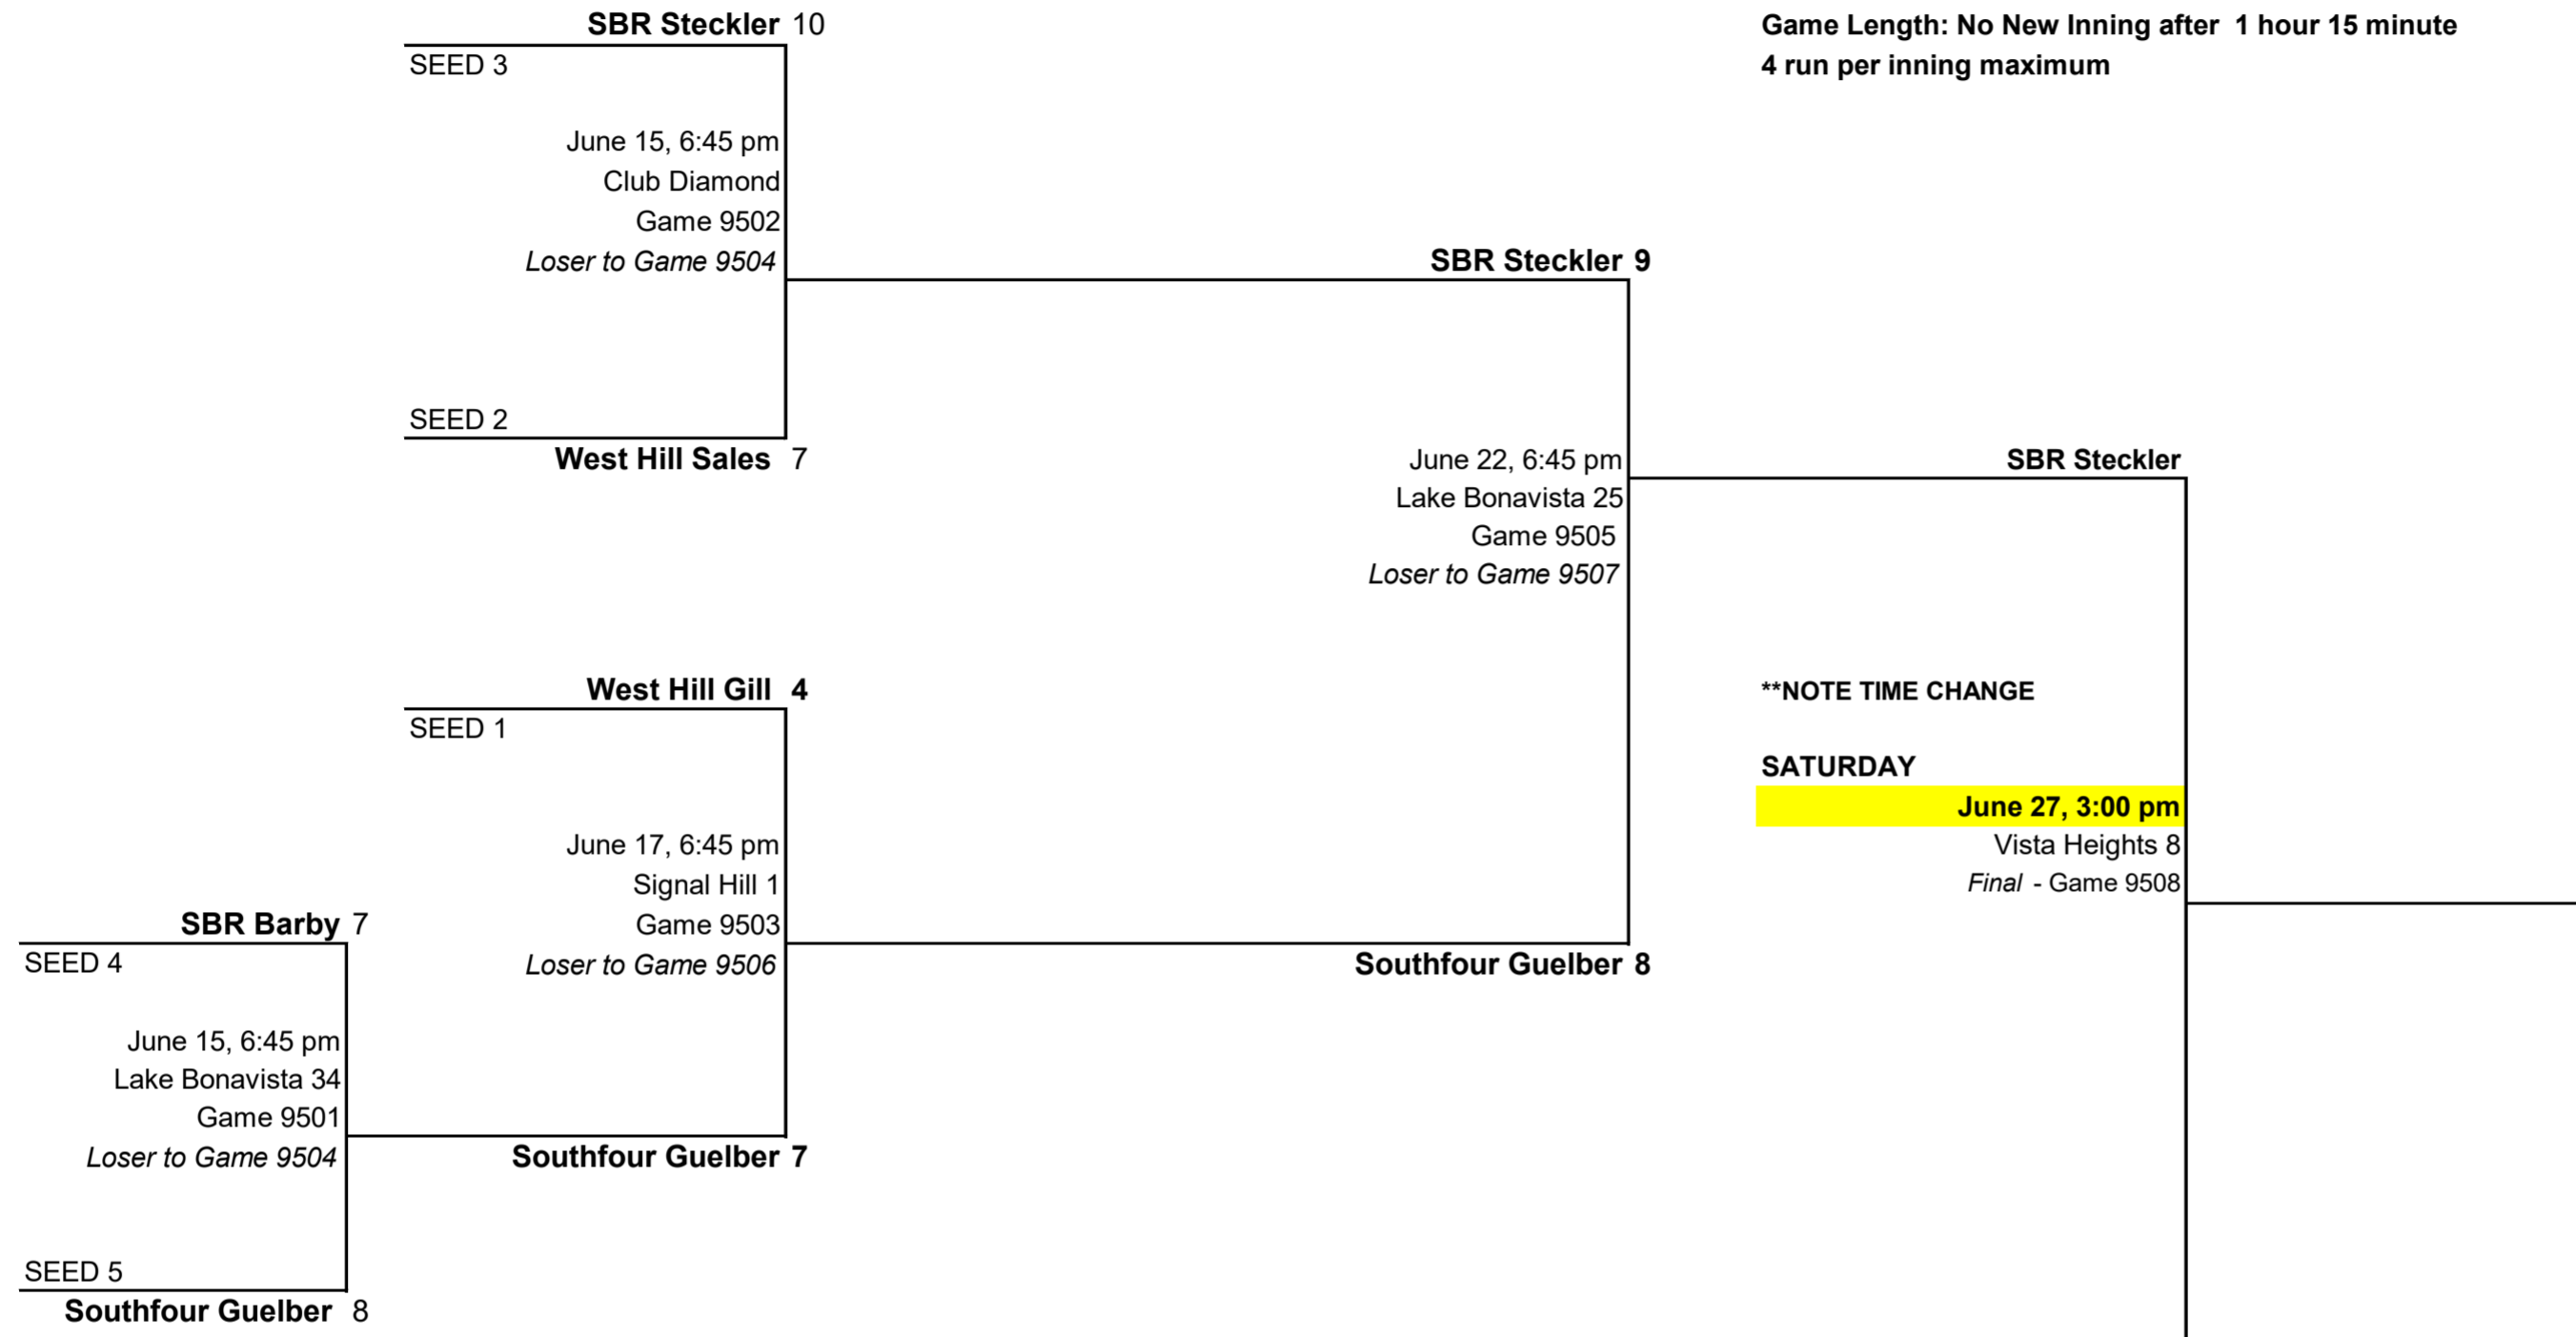 SBR Steckler 10
Game Length: No New Inning after 1 hour 15 minute
SEED 3
4 run per inning maximum
June 15, 6:45 pm
Club Diamond
Game 9502
Loser to Game 9504
SBR Steckler 9
SEED 2
West Hill Sales 7
June 22, 6:45 pm
Lake Bonavista 25
Game 9505
Loser to Game 9507
SBR Steckler
West Hill Gill 4
SEED 1
**NOTE TIME CHANGE
SATURDAY
June 27, 3:00 pm
Vista Heights 8
Final - Game 9508
June 17, 6:45 pm
Signal Hill 1
Game 9503
Loser to Game 9506
SBR Barby 7
SEED 4
Southfour Guelber 8
June 15, 6:45 pm
Lake Bonavista 34
Game 9501
Loser to Game 9504
Southfour Guelber 7
SEED 5
Southfour Guelber 8